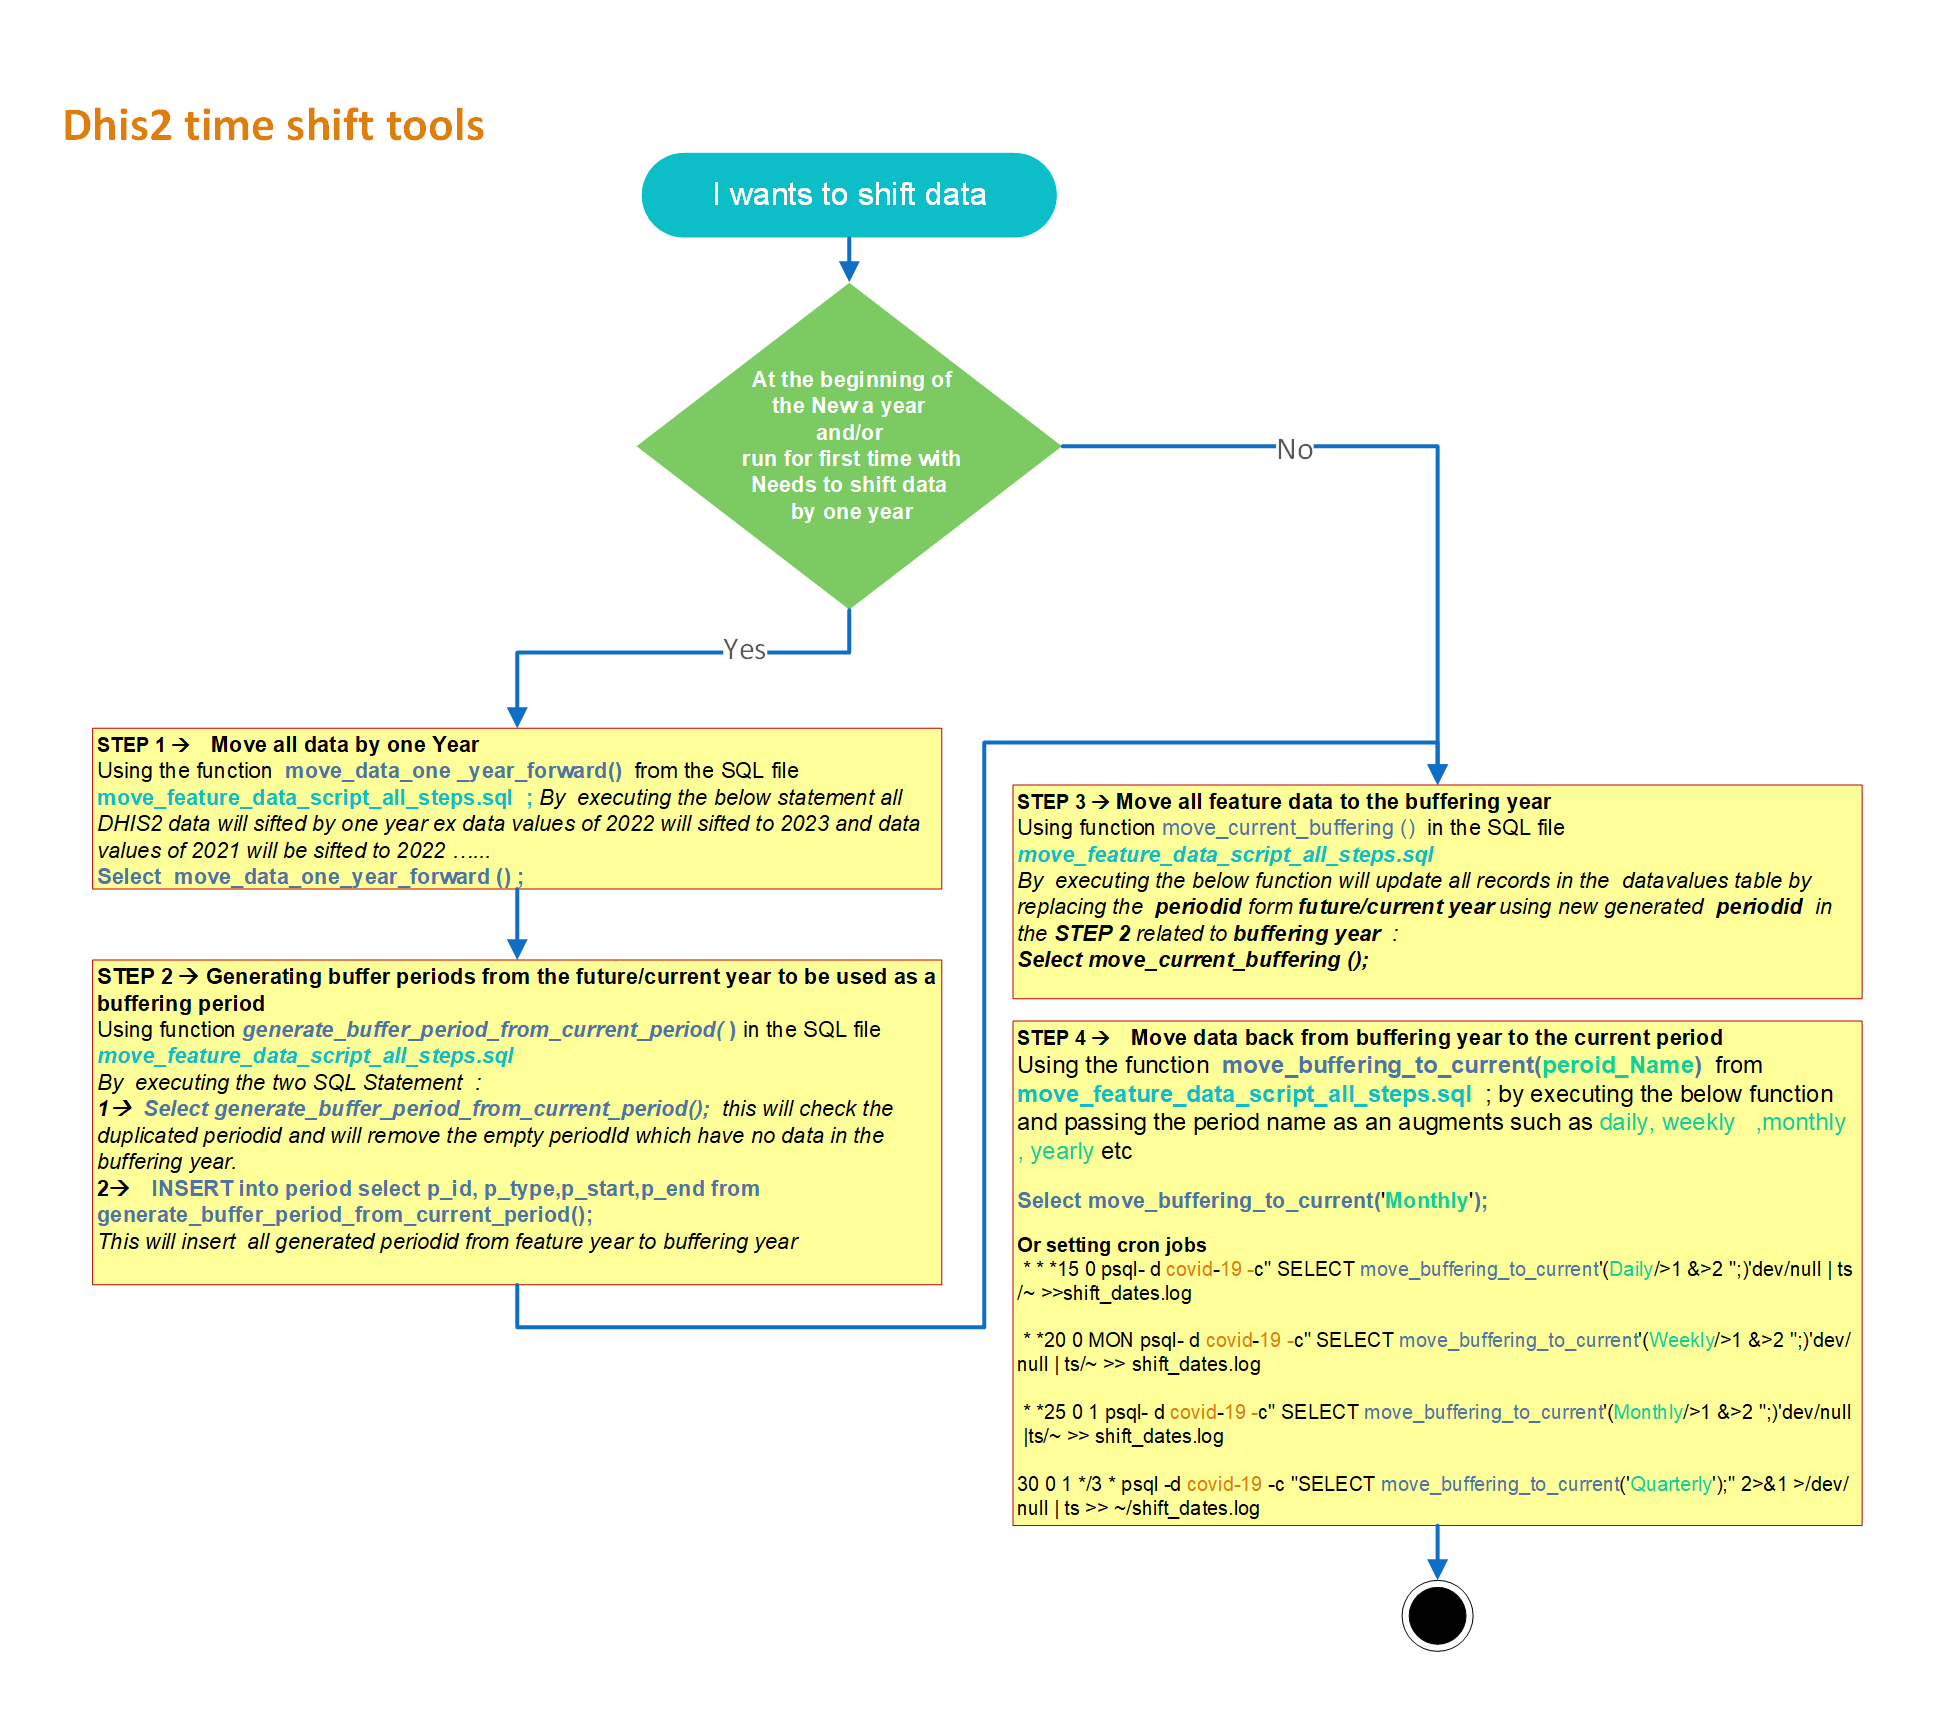 Dhis2 time shift tools
I wants to shift data
At the beginning of
the New a year
and/or
run for first time with
Needs to shift data
by one year
No
Yes
STEP 1 → Move all data by one Year
Using the function move_data_one _year_forward() from the SQL file
move_feature_data_script_all_steps.sql ; By executing the below statement all
DHIS2 data will sifted by one year ex data values of 2022 will sifted to 2023 and data
values of 2021 will be sifted to 2022 …...
Select move_data_one_year_forward () ;
STEP 2 → Generating buffer periods from the future/current year to be used as a
buffering period
Using function generate_buffer_period_from_current_period( ) in the SQL file
move_feature_data_script_all_steps.sql
By executing the two SQL Statement :
1→ Select generate_buffer_period_from_current_period(); this will check the
duplicated periodid and will remove the empty periodId which have no data in the
buffering year.
2→ INSERT into period select p_id, p_type,p_start,p_end from
generate_buffer_period_from_current_period();
This will insert all generated periodid from feature year to buffering year
STEP 3 → Move all feature data to the buffering year
Using function move_current_buffering () in the SQL file
move_feature_data_script_all_steps.sql
By executing the below function will update all records in the datavalues table by
replacing the periodid form future/current year using new generated periodid in
the STEP 2 related to buffering year :
Select move_current_buffering ();
STEP 4 → Move data back from buffering year to the current period
Using the function move_buffering_to_current(peroid_Name) from
move_feature_data_script_all_steps.sql ; by executing the below function
and passing the period name as an augments such as daily, weekly ,monthly
, yearly etc
Select move_buffering_to_current('Monthly');
Or setting cron jobs
* * *15 0 psql- d covid-19 -c" SELECT move_buffering_to_current'(Daily/>1 &>2 ";)'dev/null | ts
/~ >>shift_dates.log
* *20 0 MON psql- d covid-19 -c" SELECT move_buffering_to_current'(Weekly/>1 &>2 ";)'dev/
null | ts/~ >> shift_dates.log
* *25 0 1 psql- d covid-19 -c" SELECT move_buffering_to_current'(Monthly/>1 &>2 ";)'dev/null
|ts/~ >> shift_dates.log
30 0 1 */3 * psql -d covid-19 -c "SELECT move_buffering_to_current('Quarterly');" 2>&1 >/dev/
null | ts >> ~/shift_dates.log